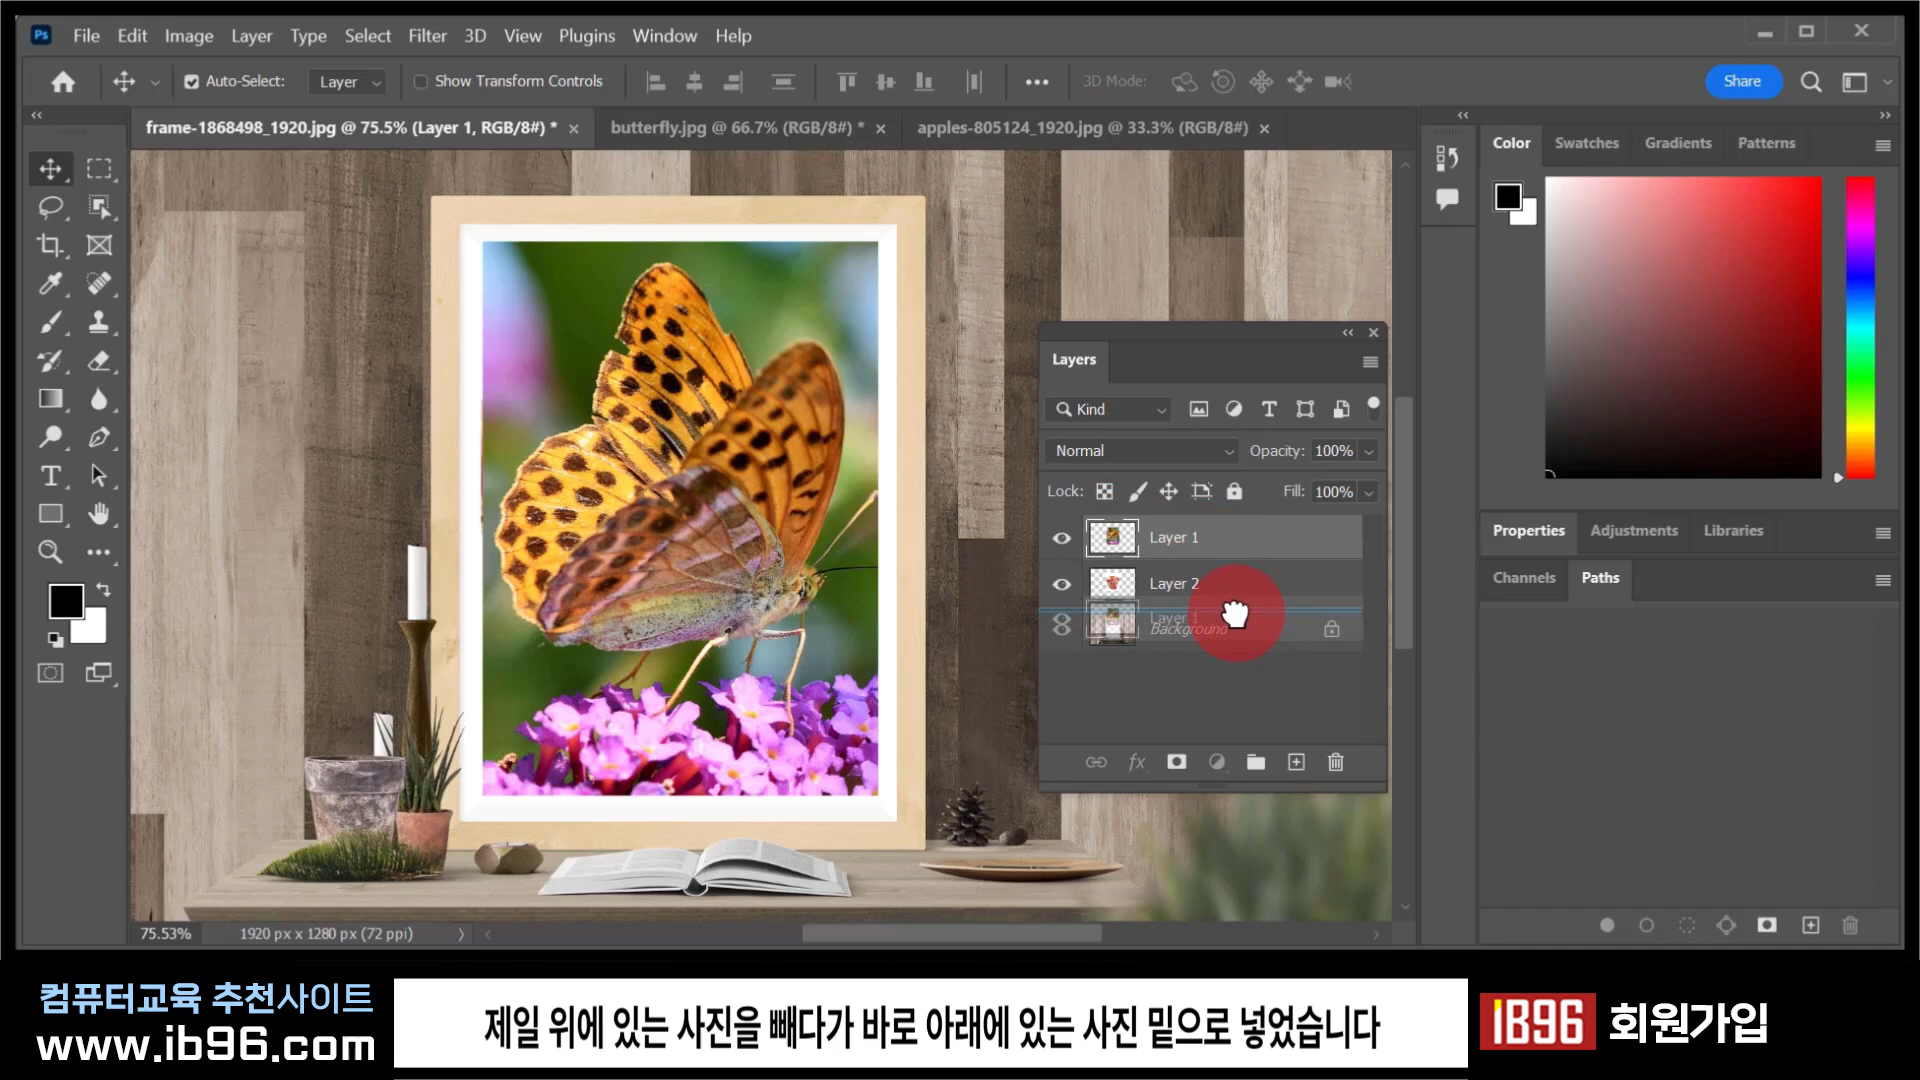 Ps File Edit Image Layer Type Select Filter 3D View Plugins Window Help
Auto-Select: Layer Show Transform Controls 3D Mode: Share
frame-1868498_1920.jpg @ 75.5% (Layer 1, RGB/8#) * butterfly.jpg @ 66.7% (RGB/8#) * apples-805124_1920.jpg @ 33.3% (RGB/8#)
Color Swatches Gradients Patterns
Layers
Kind
Normal Opacity: 100%
Lock: Fill: 100%
Layer 1
Layer 2
Layer 1
Background
Properties Adjustments Libraries
Channels Paths
75.53% 1920 px x 1280 px (72 ppi)
컴퓨터교육 추천사이트
www.ib96.com
제일 위에 있는 사진을 빼다가 바로 아래에 있는 사진 밑으로 넣었습니다
IB96 회원가입